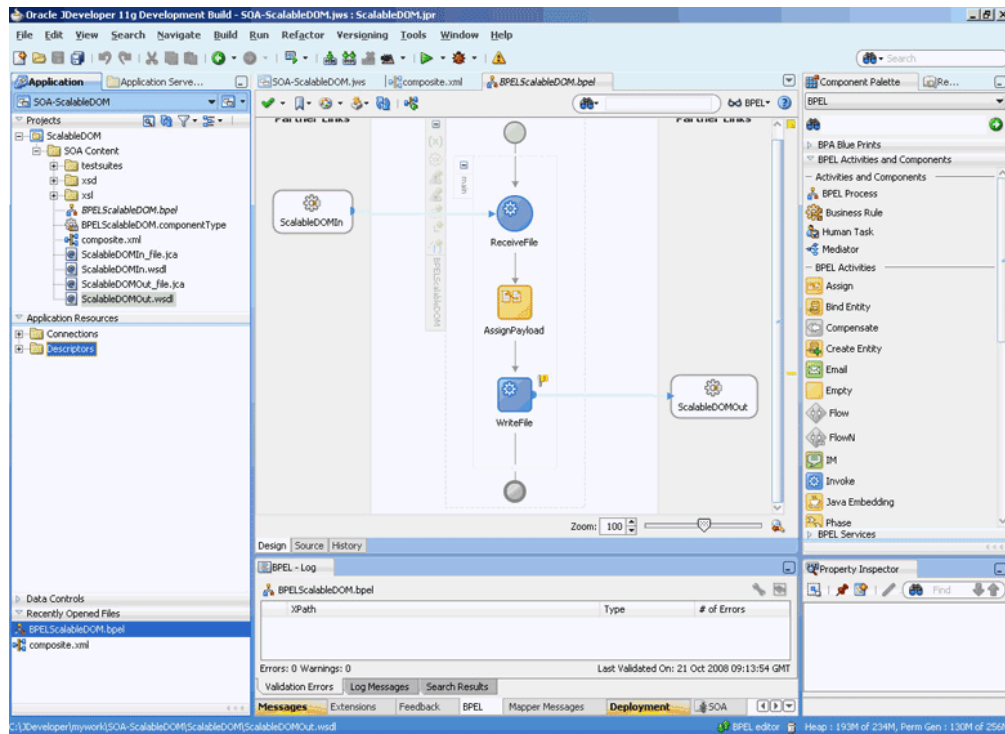 Oracle JDeveloper 11g Development Build - SOA-ScalableDOM.jws : ScalableDOM.jpr
File Edit View Search Navigate Build Run Refactor Versioning Tools Window Help
Search
Application
Application Serve...
SOA-ScalableDOM
Projects
ScalableDOM
SOA Content
testsuites
xsd
xsl
BPELScalableDOM.bpel
BPELScalableDOM.componentType
composite.xml
ScalableDOMIn_file.jca
ScalableDOMIn.wsdl
ScalableDOMOut_file.jca
ScalableDOMOut.wsdl
Application Resources
Connections
Descriptors
Data Controls
Recently Opened Files
BPELScalableDOM.bpel
composite.xml
SOA-ScalableDOM.jws
composite.xml
BPELScalableDOM.bpel
BPEL
Partner Links
Partner Links
main
BPELScalableDOM
ScalableDOMIn
ReceiveFile
AssignPayload
WriteFile
ScalableDOMOut
Zoom: 100
Design Source History
BPEL - Log
BPELScalableDOM.bpel
XPath Type # of Errors
Errors: 0 Warnings: 0 Last Validated On: 21 Oct 2008 09:13:54 GMT
Validation Errors Log Messages Search Results
Messages Extensions Feedback BPEL Mapper Messages Deployment SOA
Component Palette
Re...
BPEL
BPA Blue Prints
BPEL Activities and Components
Activities and Components
BPEL Process
Business Rule
Human Task
Mediator
BPEL Activities
Assign
Bind Entity
Compensate
Create Entity
Email
Empty
Flow
FlowN
IM
Invoke
Java Embedding
Phase
BPEL Services
Property Inspector
Find
C:\JDeveloper\mywork\SOA-ScalableDOM\ScalableDOM\ScalableDOMOut.wsdl
BPEL editor
Heap : 193M of 234M, Perm Gen : 130M of 256M